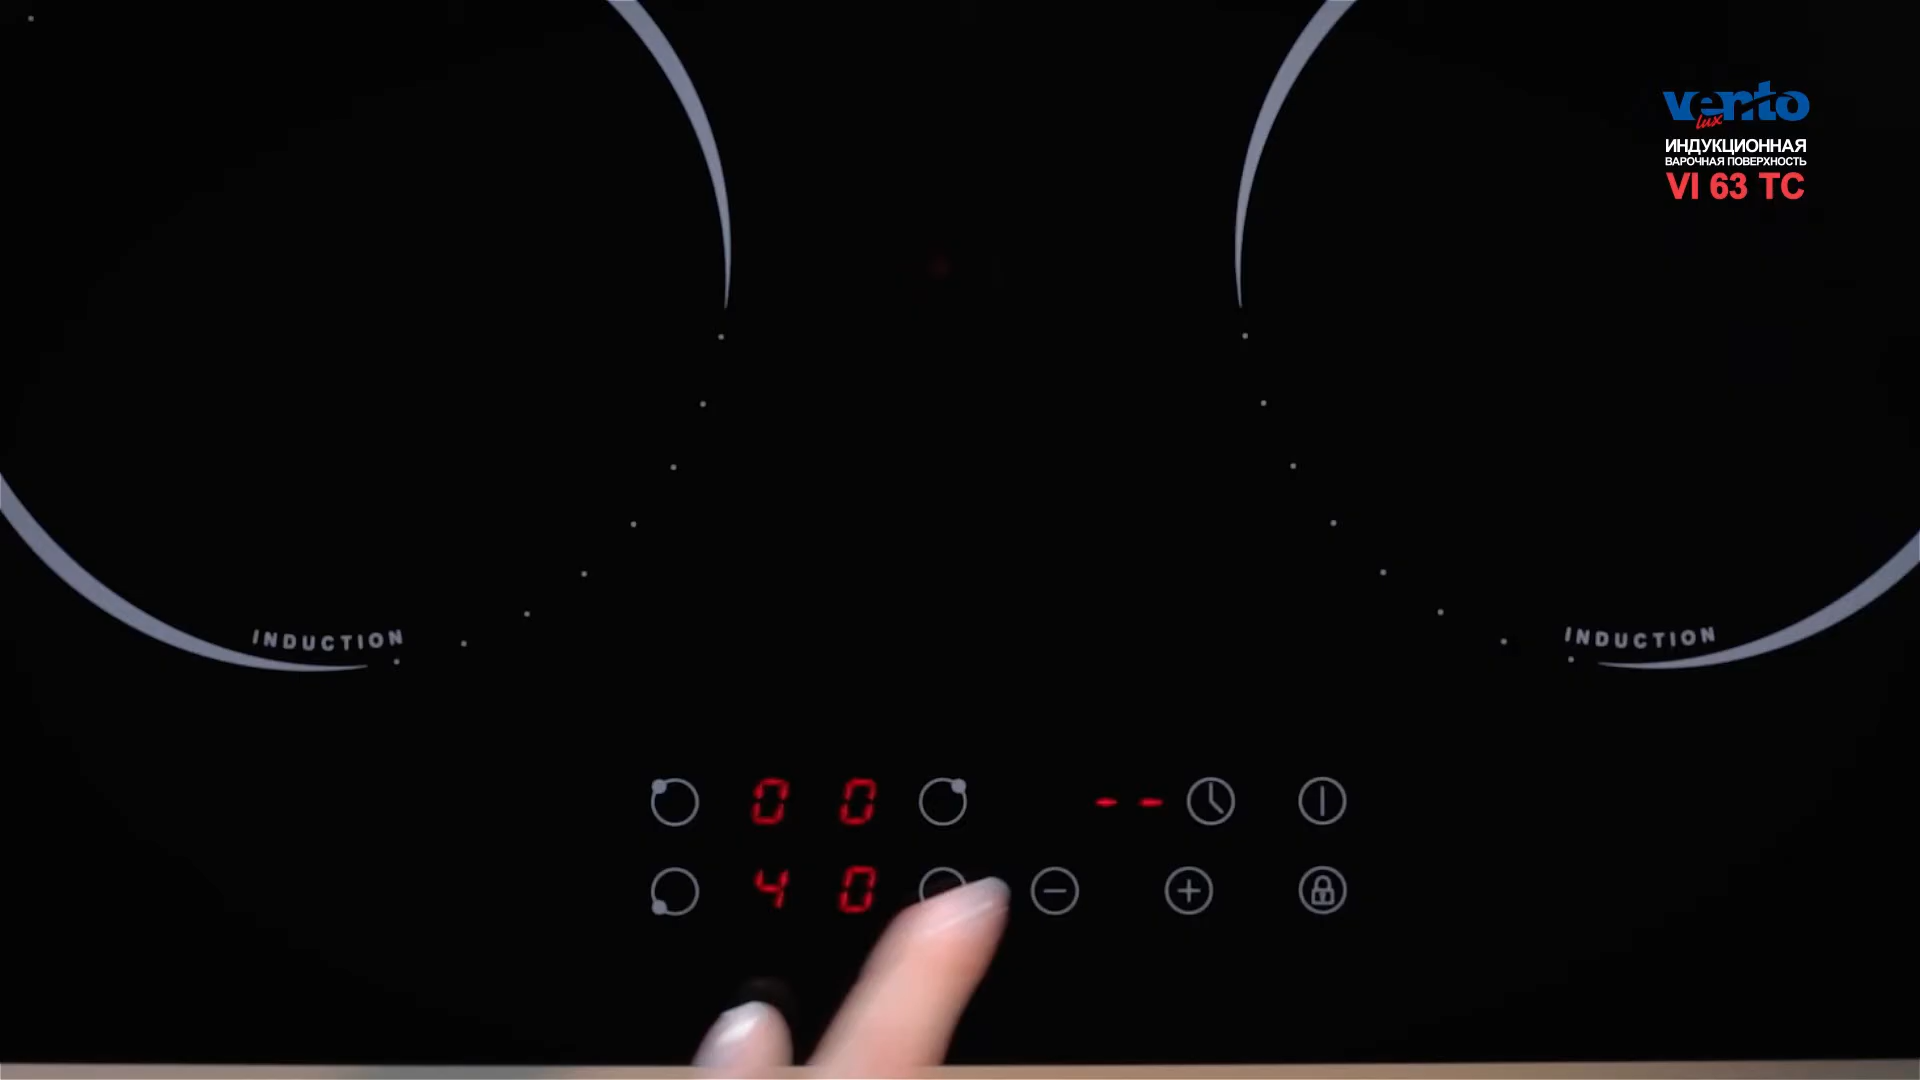 vento
lux
ИНДУКЦИОННАЯ
ВАРОЧНАЯ ПОВЕРХНОСТЬ
VI 63 TC
INDUCTION
INDUCTION
0 0 - -
4 0